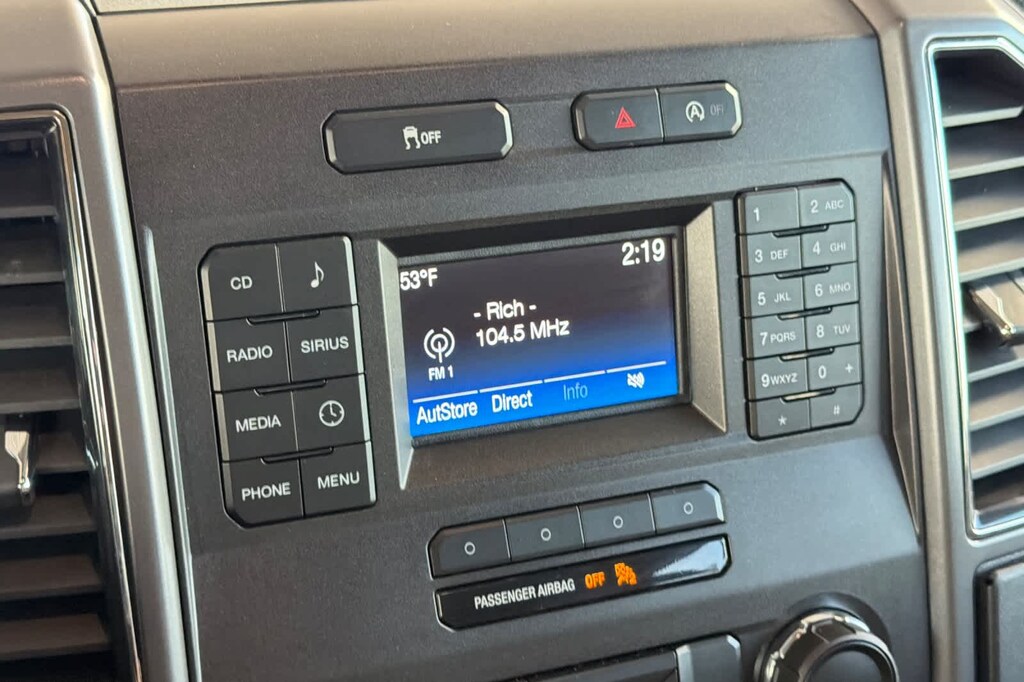 OFF
OFF
53°F
2:19
- Rich -
104.5 MHz
FM 1
AutStore Direct Info
CD
RADIO SIRIUS
MEDIA
PHONE MENU
1 2 ABC
3 DEF 4 GHI
5 JKL 6 MNO
7 PQRS 8 TUV
9 WXYZ 0 +
* #
PASSENGER AIRBAG OFF